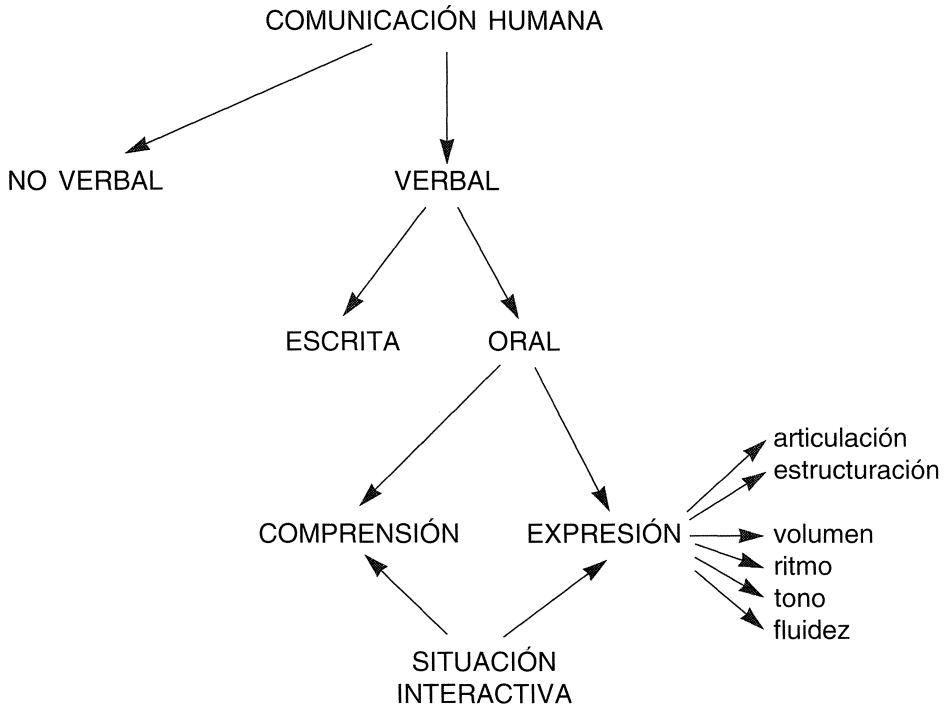 COMUNICACIÓN HUMANA
NO VERBAL
VERBAL
ESCRITA
ORAL
articulación
estructuración
COMPRENSIÓN
EXPRESIÓN
volumen
ritmo
tono
fluidez
SITUACIÓN
INTERACTIVA